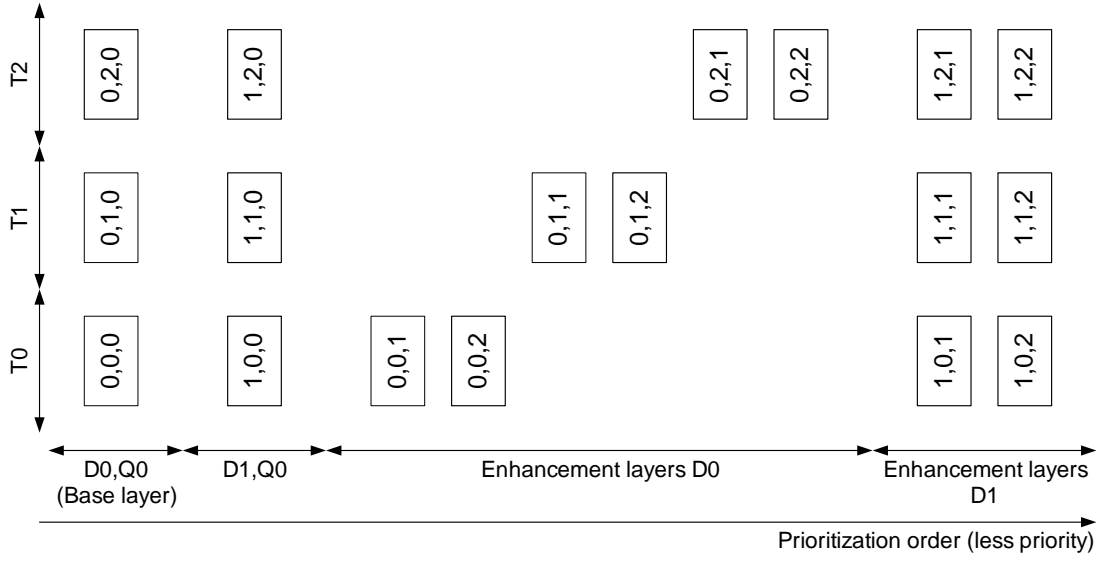 T2
0,2,0
1,2,0
0,2,1
0,2,2
1,2,1
1,2,2
T1
0,1,0
1,1,0
0,1,1
0,1,2
1,1,1
1,1,2
T0
0,0,0
1,0,0
0,0,1
0,0,2
1,0,1
1,0,2
D0,Q0
(Base layer)
D1,Q0
Enhancement layers D0
Enhancement layers
D1
Prioritization order (less priority)